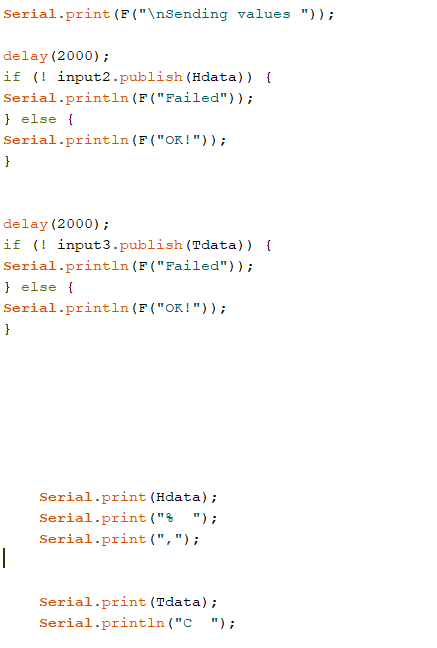 Serial.print(F("\nSending values "));
delay(2000);
if (! input2.publish(Hdata)) {
Serial.println(F("Failed"));
} else {
Serial.println(F("OK!"));
}
delay(2000);
if (! input3.publish(Tdata)) {
Serial.println(F("Failed"));
} else {
Serial.println(F("OK!"));
}
Serial.print(Hdata);
Serial.print("%  ");
Serial.print(",");
Serial.print(Tdata);
Serial.println("C  ");